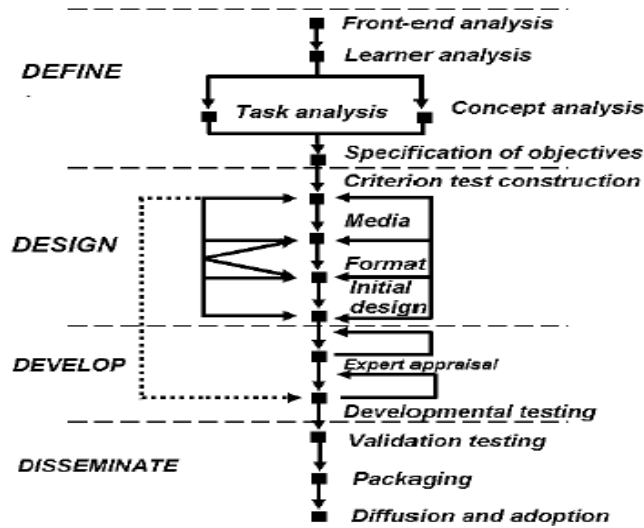 Front-end analysis
Learner analysis
DEFINE
Task analysis
Concept analysis
Specification of objectives
Criterion test construction
Media
DESIGN
Format
Initial
design
Expert appraisal
DEVELOP
Developmental testing
Validation testing
DISSEMINATE
Packaging
Diffusion and adoption